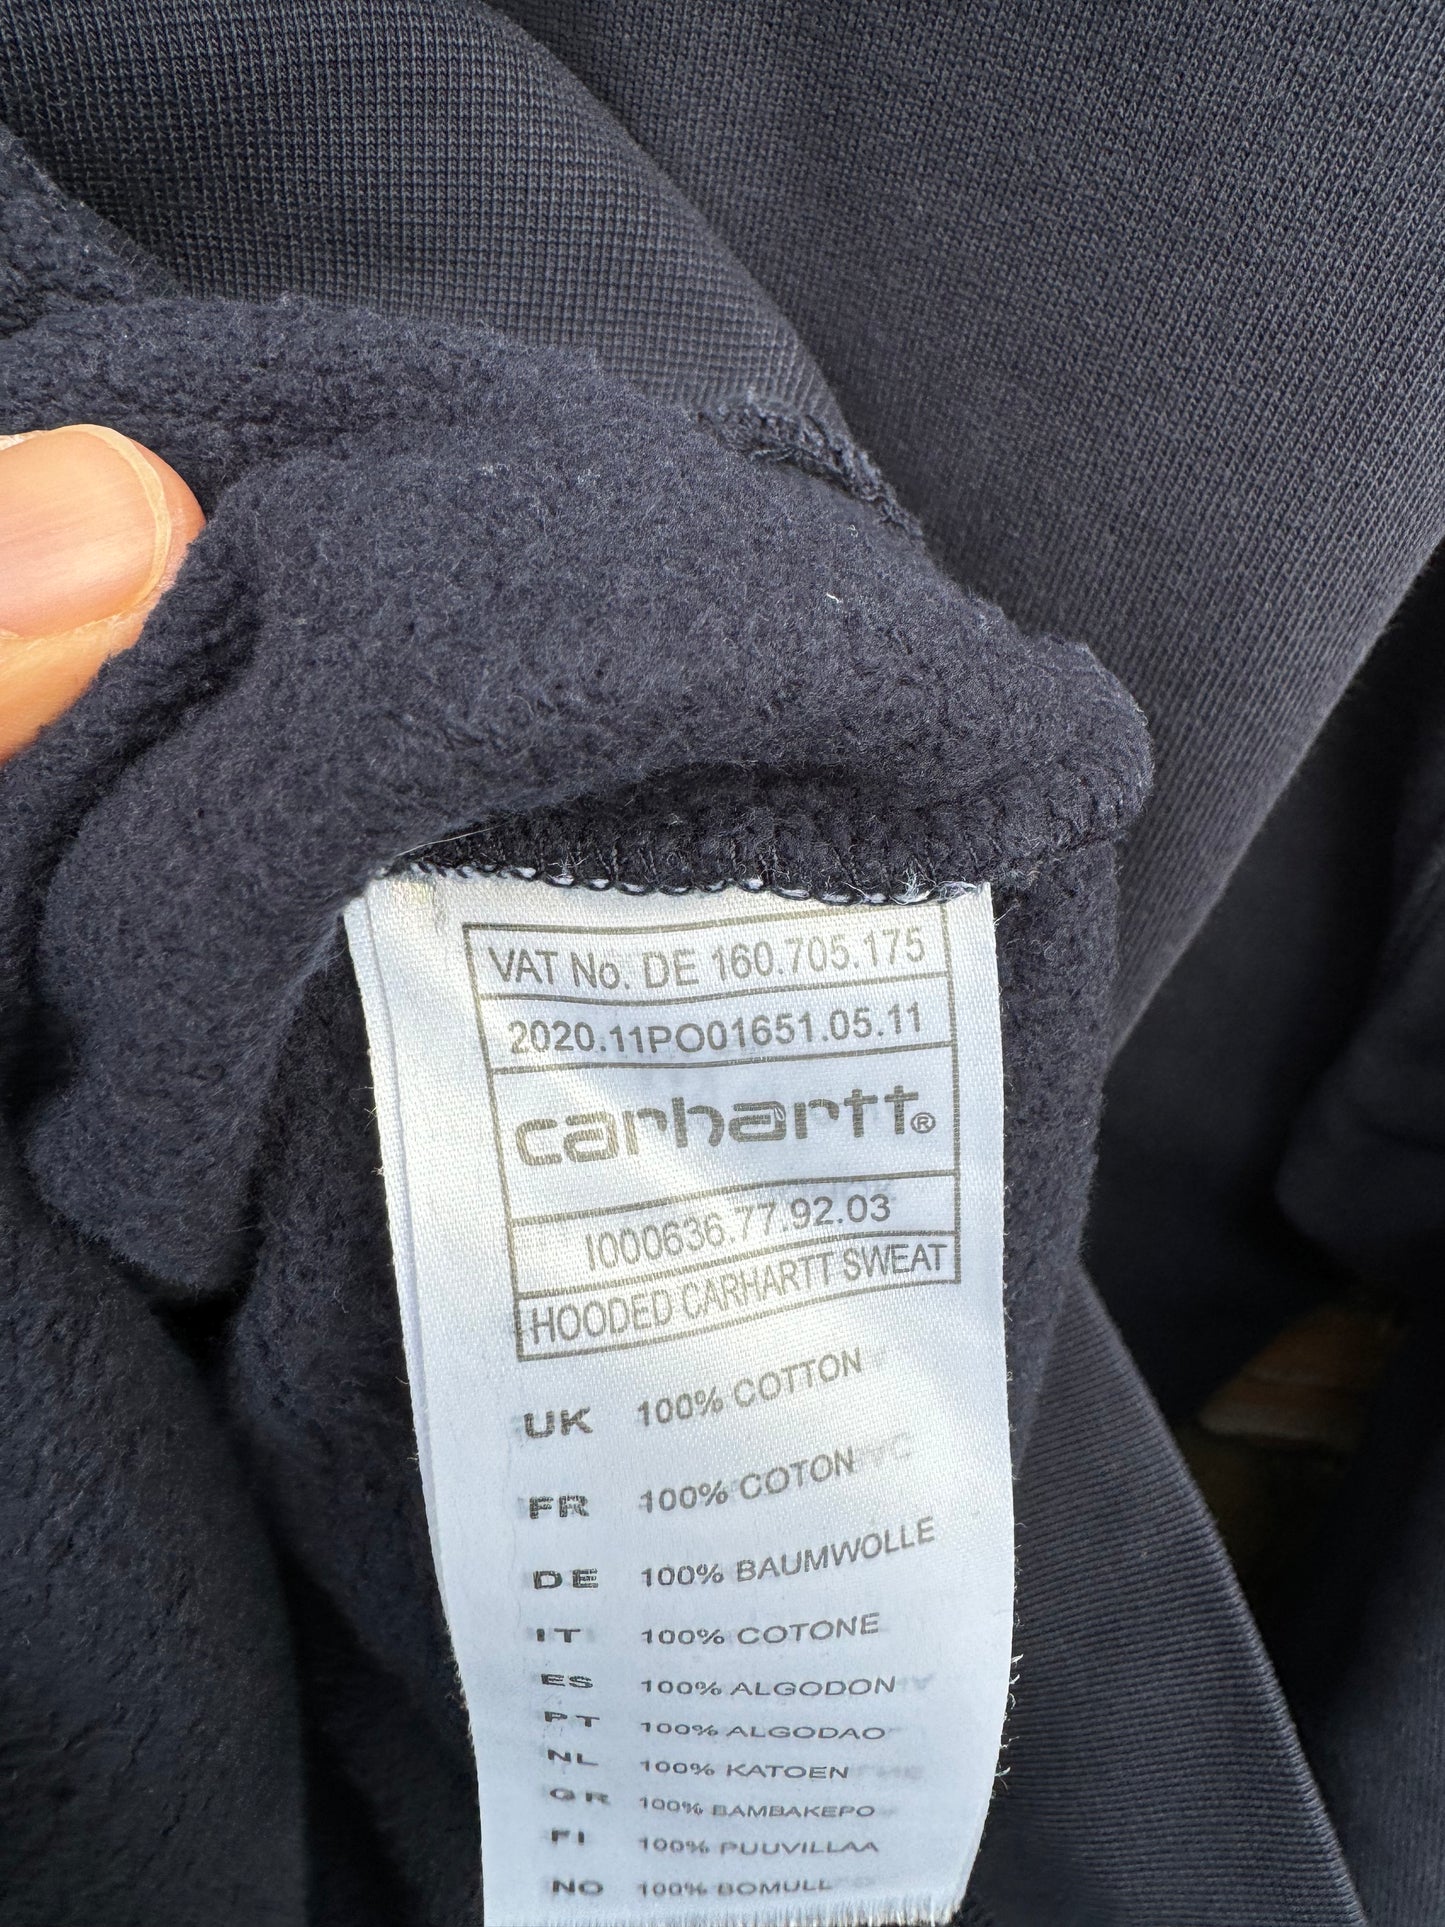 VAT No. DE 160.705.175
2020.11PO01651.05.11
carhartt®
I000636.77.92.03
HOODED CARHARTT SWEAT
UK 100% COTTON
FR 100% COTON
DE 100% BAUMWOLLE
IT 100% COTONE
ES 100% ALGODON
PT 100% ALGODAO
NL 100% KATOEN
GR 100% BAMBAKEPO
FI 100% PUUVILLAA
NO 100% BOMULL